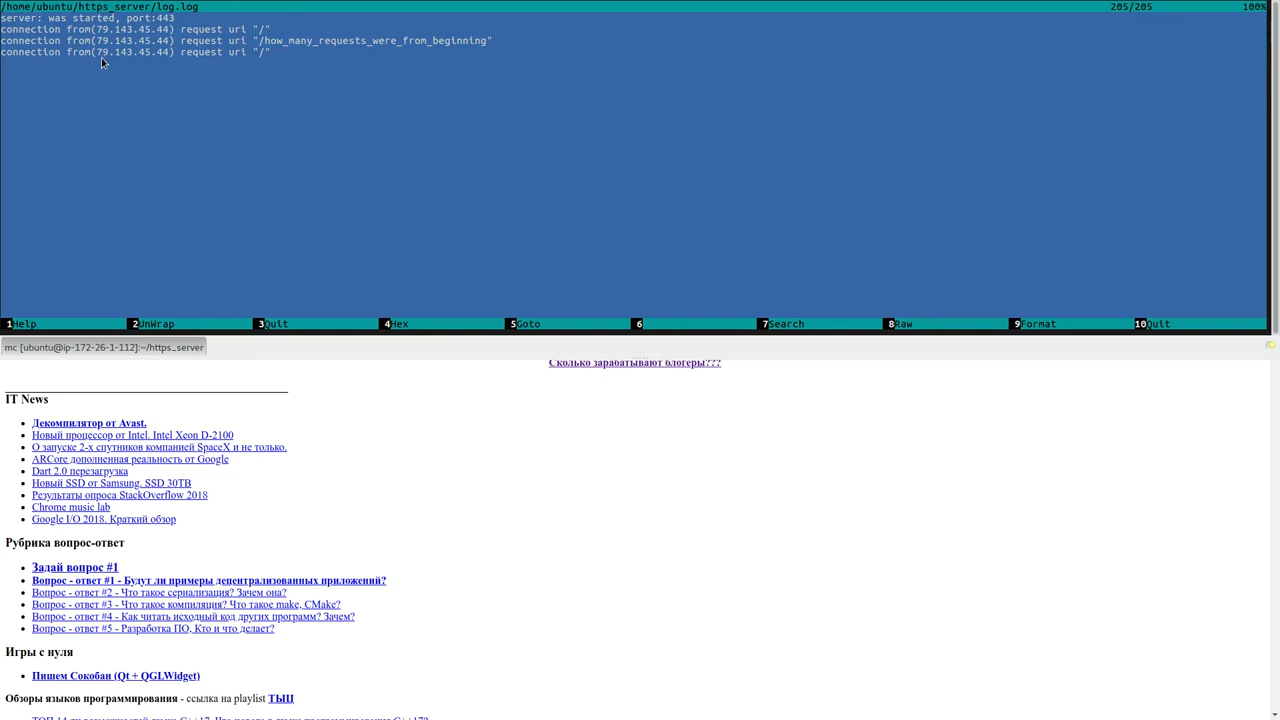 /home/ubuntu/https_server/log.log 205/205 100%
server: was started, port:443
connection from(79.143.45.44) request uri "/"
connection from(79.143.45.44) request uri "/how_many_requests_were_from_beginning"
connection from(79.143.45.44) request uri "/"
1Help 2UnWrap 3Quit 4Hex 5Goto 6 7Search 8Raw 9Format 10Quit
mc [ubuntu@ip-172-26-1-112]:~/https_server
Сколько зарабатывают блогеры???
IT News
Декомпилятор от Avast.
Новый процессор от Intel. Intel Xeon D-2100
О запуске 2-х спутников компанией SpaceX и не только.
ARCore дополненная реальность от Google
Dart 2.0 перезагрузка
Новый SSD от Samsung. SSD 30TB
Результаты опроса StackOverflow 2018
Chrome music lab
Google I/O 2018. Краткий обзор
Рубрика вопрос-ответ
Задай вопрос #1
Вопрос - ответ #1 - Будут ли примеры децентрализованных приложений?
Вопрос - ответ #2 - Что такое сериализация? Зачем она?
Вопрос - ответ #3 - Что такое компиляция? Что такое make, CMake?
Вопрос - ответ #4 - Как читать исходный код других программ? Зачем?
Вопрос - ответ #5 - Разработка ПО, Кто и что делает?
Игры с нуля
Пишем Сокобан (Qt + QGLWidget)
Обзоры языков программирования - ссылка на playlist ТЫЦ